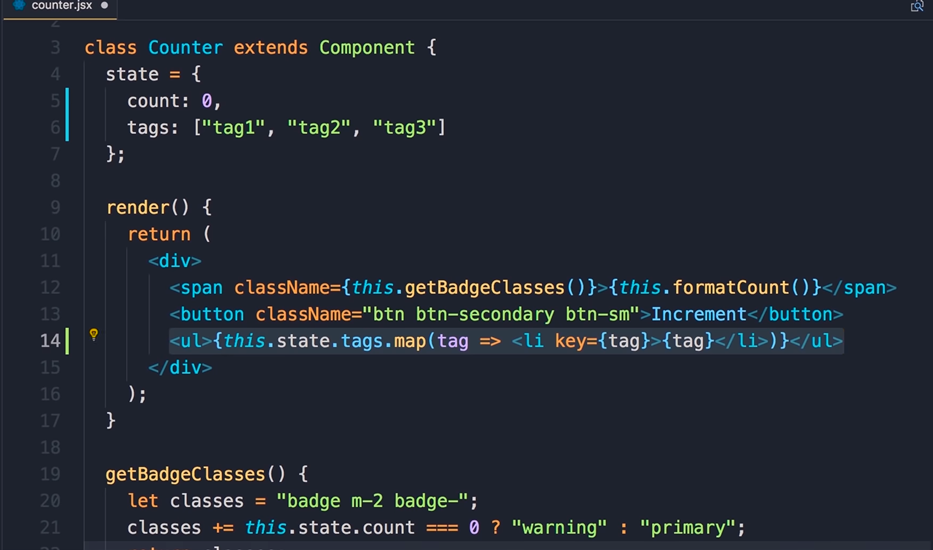 counter.jsx
2
3 class Counter extends Component {
4 state = {
5 count: 0,
6 tags: ["tag1", "tag2", "tag3"]
7 };
8
9 render() {
10 return (
11 <div>
12 <span className={this.getBadgeClasses()}>{this.formatCount()}</span>
13 <button className="btn btn-secondary btn-sm">Increment</button>
14 <ul>{this.state.tags.map(tag => <li key={tag}>{tag}</li>)}</ul>
15 </div>
16 );
17 }
18
19 getBadgeClasses() {
20 let classes = "badge m-2 badge-";
21 classes += this.state.count === 0 ? "warning" : "primary";